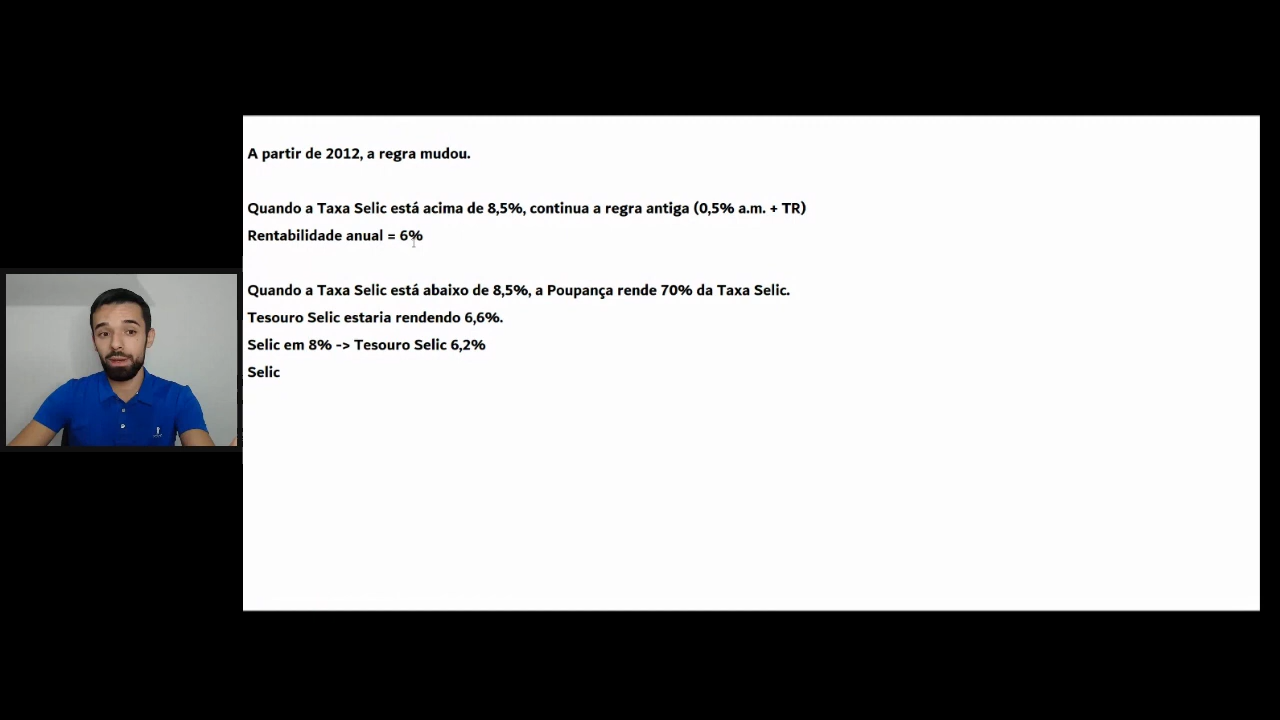 A partir de 2012, a regra mudou.
Quando a Taxa Selic está acima de 8,5%, continua a regra antiga (0,5% a.m. + TR)
Rentabilidade anual = 6%
Quando a Taxa Selic está abaixo de 8,5%, a Poupança rende 70% da Taxa Selic.
Tesouro Selic estaria rendendo 6,6%.
Selic em 8% -> Tesouro Selic 6,2%
Selic